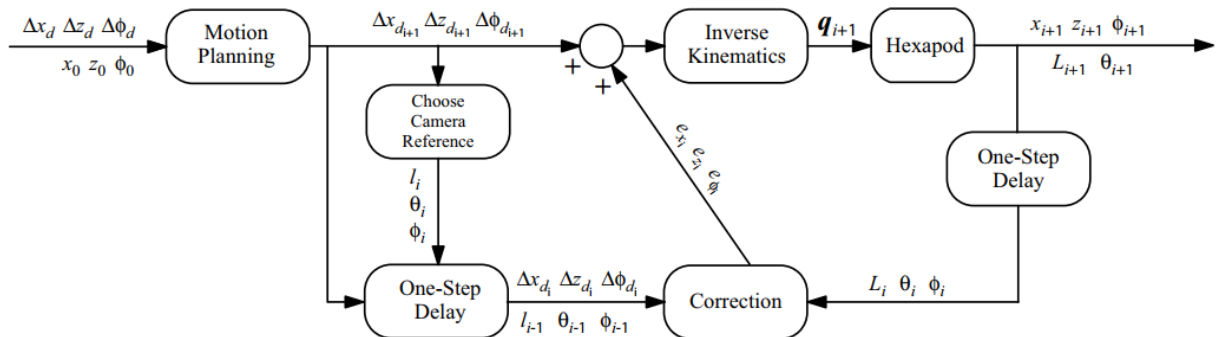 Δx_d Δz_d Δϕ_d
x_0 z_0 ϕ_0
Motion
Planning
Δx_{d_{i+1}} Δz_{d_{i+1}} Δϕ_{d_{i+1}}
+
+
Inverse
Kinematics
q_{i+1}
Hexapod
x_{i+1} z_{i+1} ϕ_{i+1}
L_{i+1} θ_{i+1}
Choose
Camera
Reference
l_i
θ_i
ϕ_i
e_{x_i} e_{z_i} e_{ϕ_i}
One-Step
Delay
One-Step
Delay
Δx_{d_i} Δz_{d_i} Δϕ_{d_i}
l_{i-1} θ_{i-1} ϕ_{i-1}
Correction
L_i θ_i ϕ_i